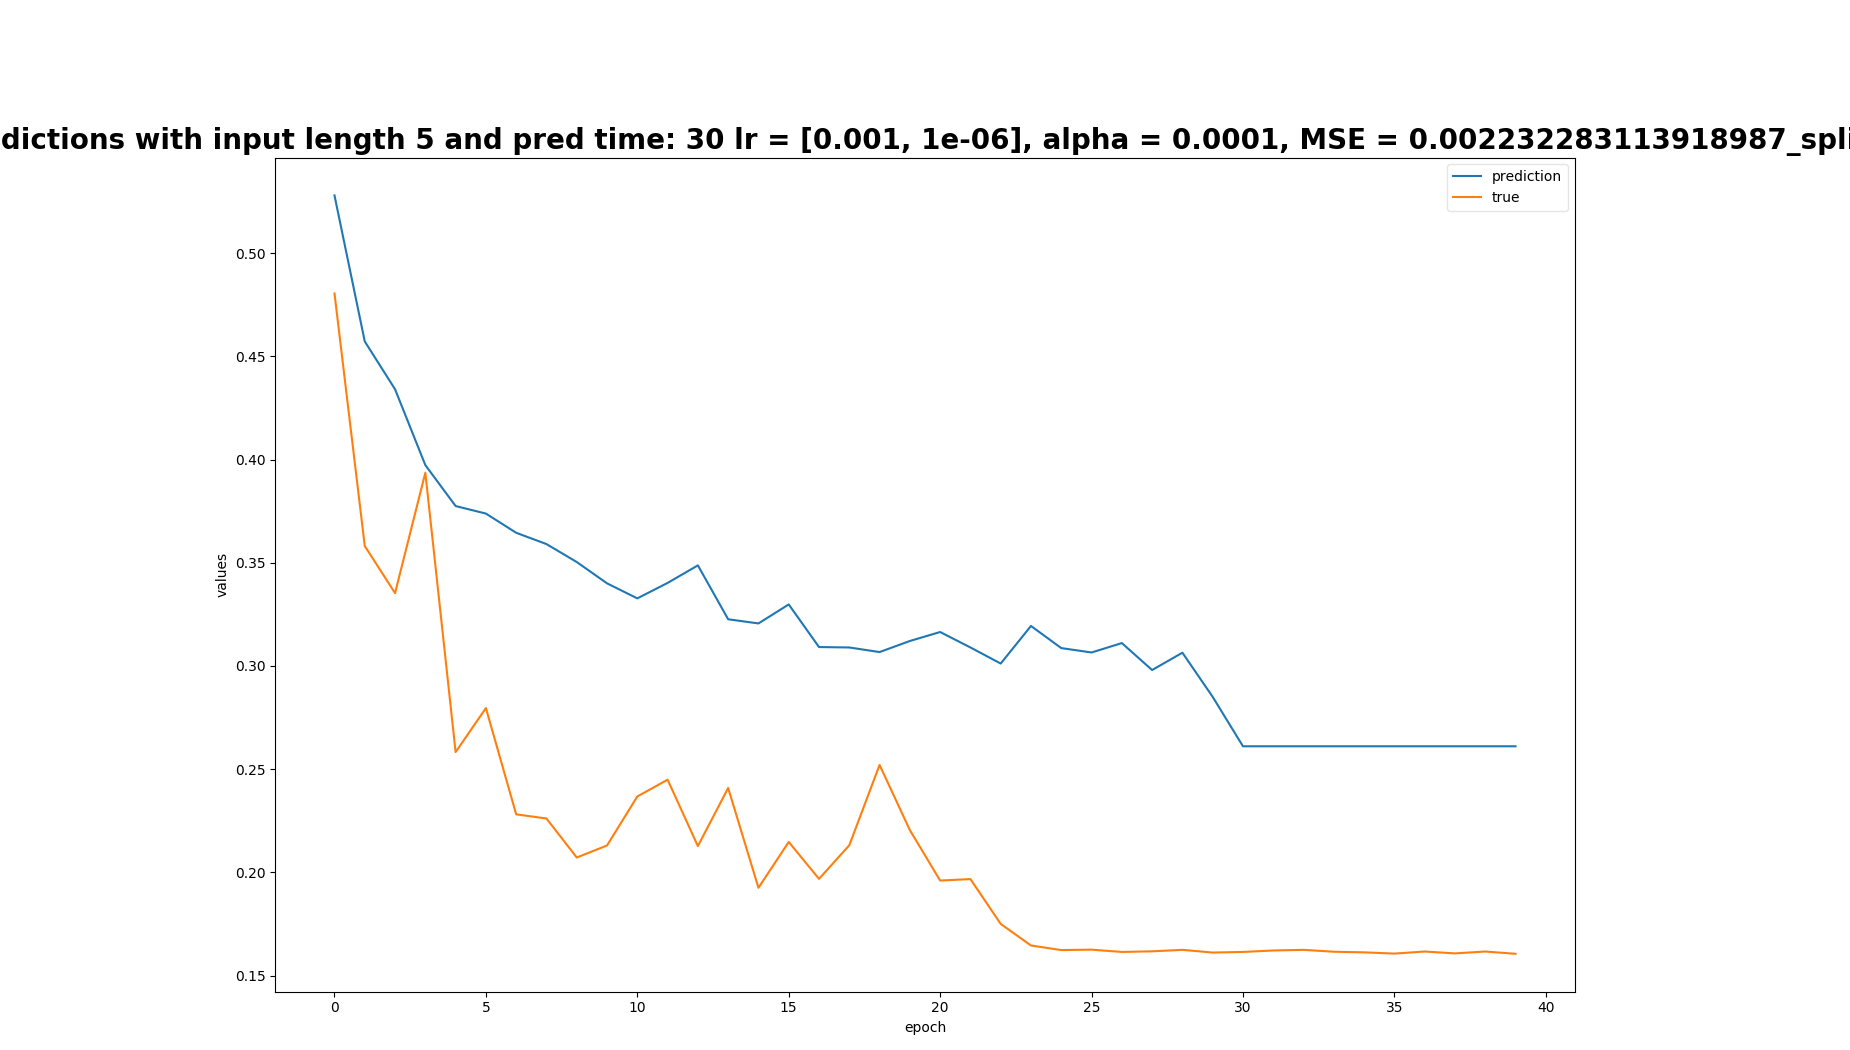 dictions with input length 5 and pred time: 30 lr = [0.001, 1e-06], alpha = 0.0001, MSE = 0.002232283113918987_spli
prediction
true
0.50
0.45
0.40
0.35
0.30
0.25
0.20
0.15
values
0 5 10 15 20 25 30 35 40
epoch